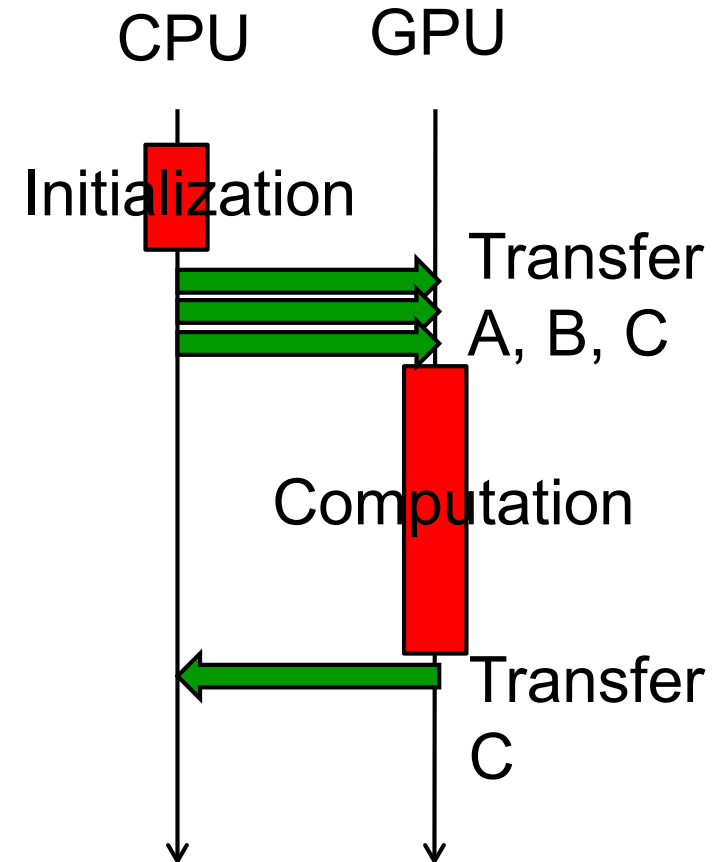 CPU
GPU
Initialization
Transfer
A, B, C
Computation
Transfer
C